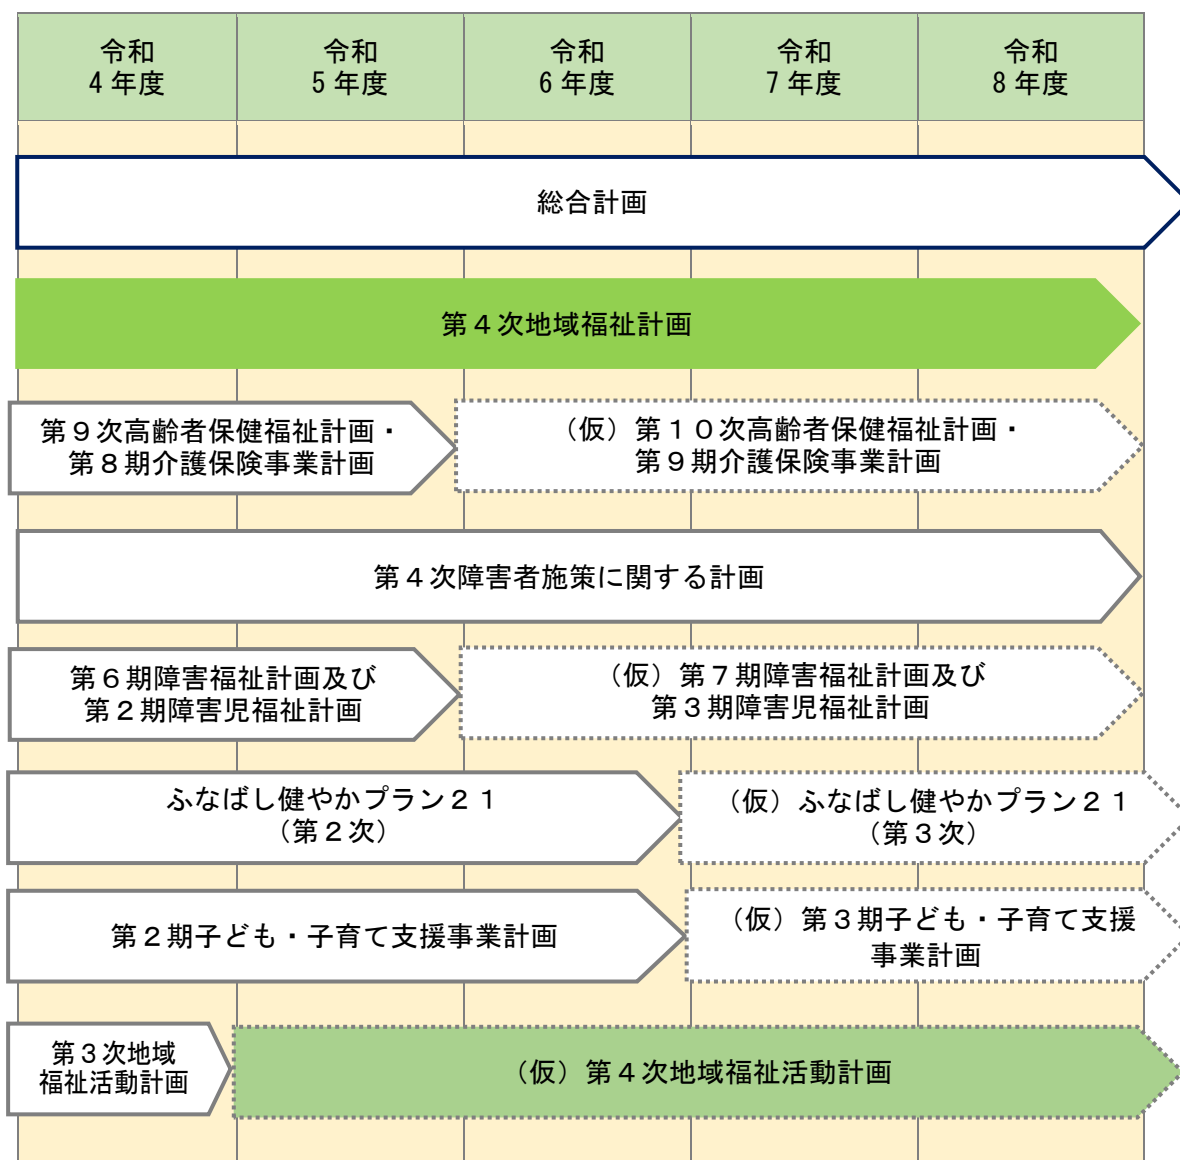 令和
4 年度
令和
5 年度
令和
6 年度
令和
7 年度
令和
8 年度
総合計画
第４次地域福祉計画
第９次高齢者保健福祉計画・
第８期介護保険事業計画
（仮）第１０次高齢者保健福祉計画・
第９期介護保険事業計画
第４次障害者施策に関する計画
第６期障害福祉計画及び
第２期障害児福祉計画
（仮）第７期障害福祉計画及び
第３期障害児福祉計画
ふなばし健やかプラン２１
（第２次）
（仮）ふなばし健やかプラン２１
（第３次）
第２期子ども・子育て支援事業計画
（仮）第３期子ども・子育て支援
事業計画
第３次地域
福祉活動計画
（仮）第４次地域福祉活動計画